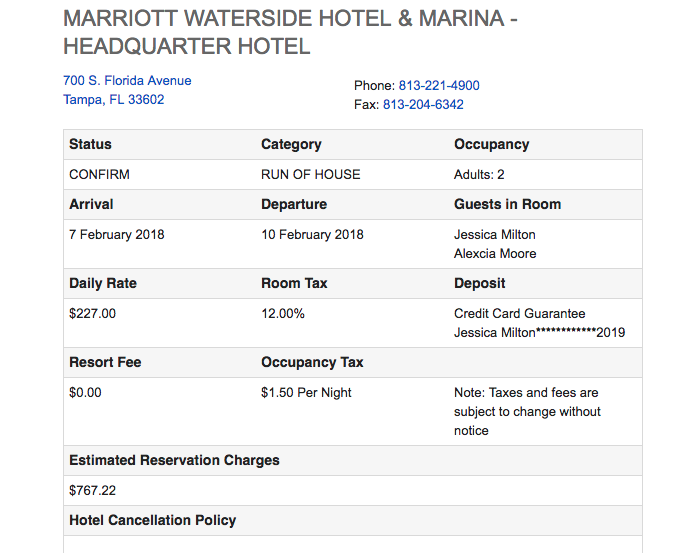 MARRIOTT WATERSIDE HOTEL & MARINA -
HEADQUARTER HOTEL
700 S. Florida Avenue
Tampa, FL 33602
Phone: 813-221-4900
Fax: 813-204-6342
Status Category Occupancy
CONFIRM RUN OF HOUSE Adults: 2
Arrival Departure Guests in Room
7 February 2018 10 February 2018 Jessica Milton
Alexcia Moore
Daily Rate Room Tax Deposit
$227.00 12.00% Credit Card Guarantee
Jessica Milton************2019
Resort Fee Occupancy Tax
$0.00 $1.50 Per Night Note: Taxes and fees are
subject to change without
notice
Estimated Reservation Charges
$767.22
Hotel Cancellation Policy